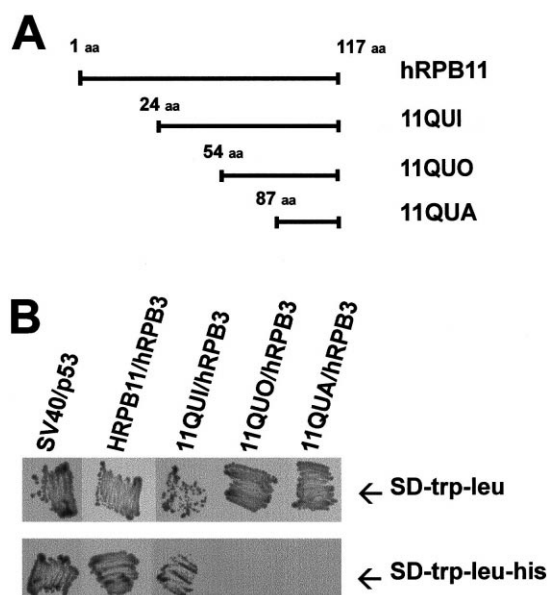 A
1 aa 117 aa
hRPB11
24 aa
11QUI
54 aa
11QUO
87 aa
11QUA
B
SV40/p53
HRPB11/hRPB3
11QUI/hRPB3
11QUO/hRPB3
11QUA/hRPB3
← SD-trp-leu
← SD-trp-leu-his